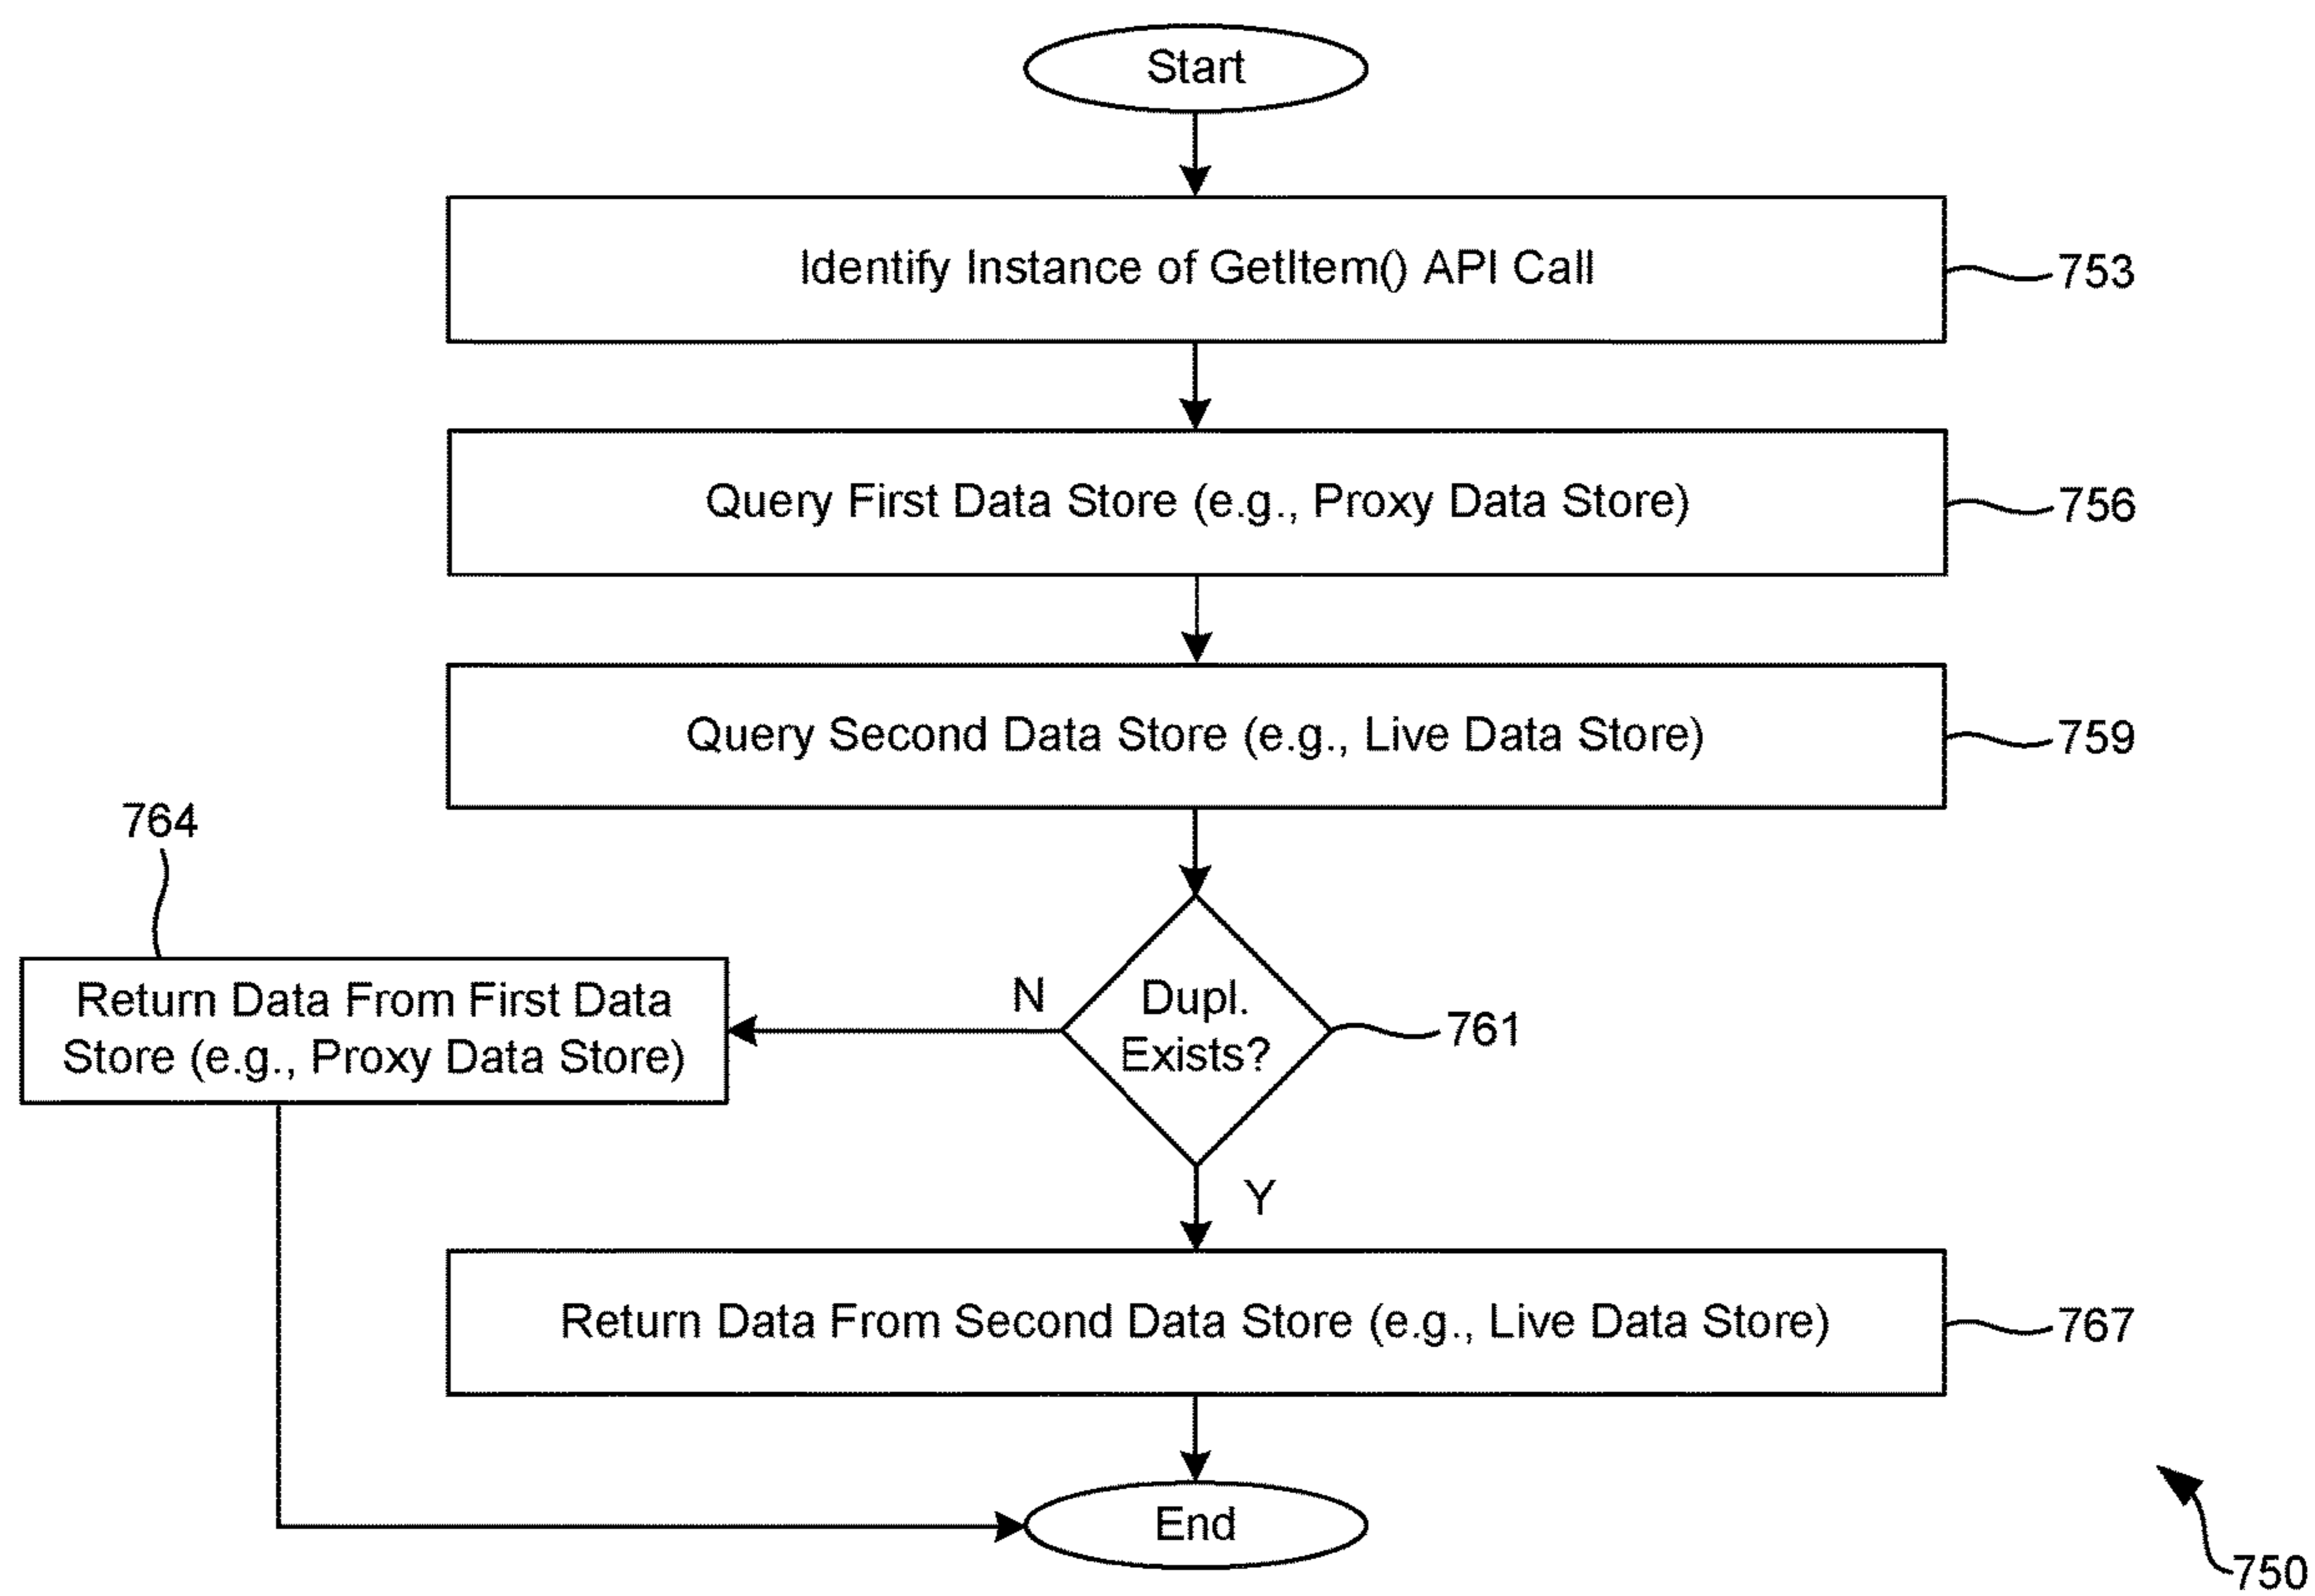 Start
Identify Instance of GetItem() API Call
753
Query First Data Store (e.g., Proxy Data Store)
756
Query Second Data Store (e.g., Live Data Store)
759
764
Return Data From First Data
Store (e.g., Proxy Data Store)
N
Dupl.
Exists?
761
Y
Return Data From Second Data Store (e.g., Live Data Store)
767
End
750